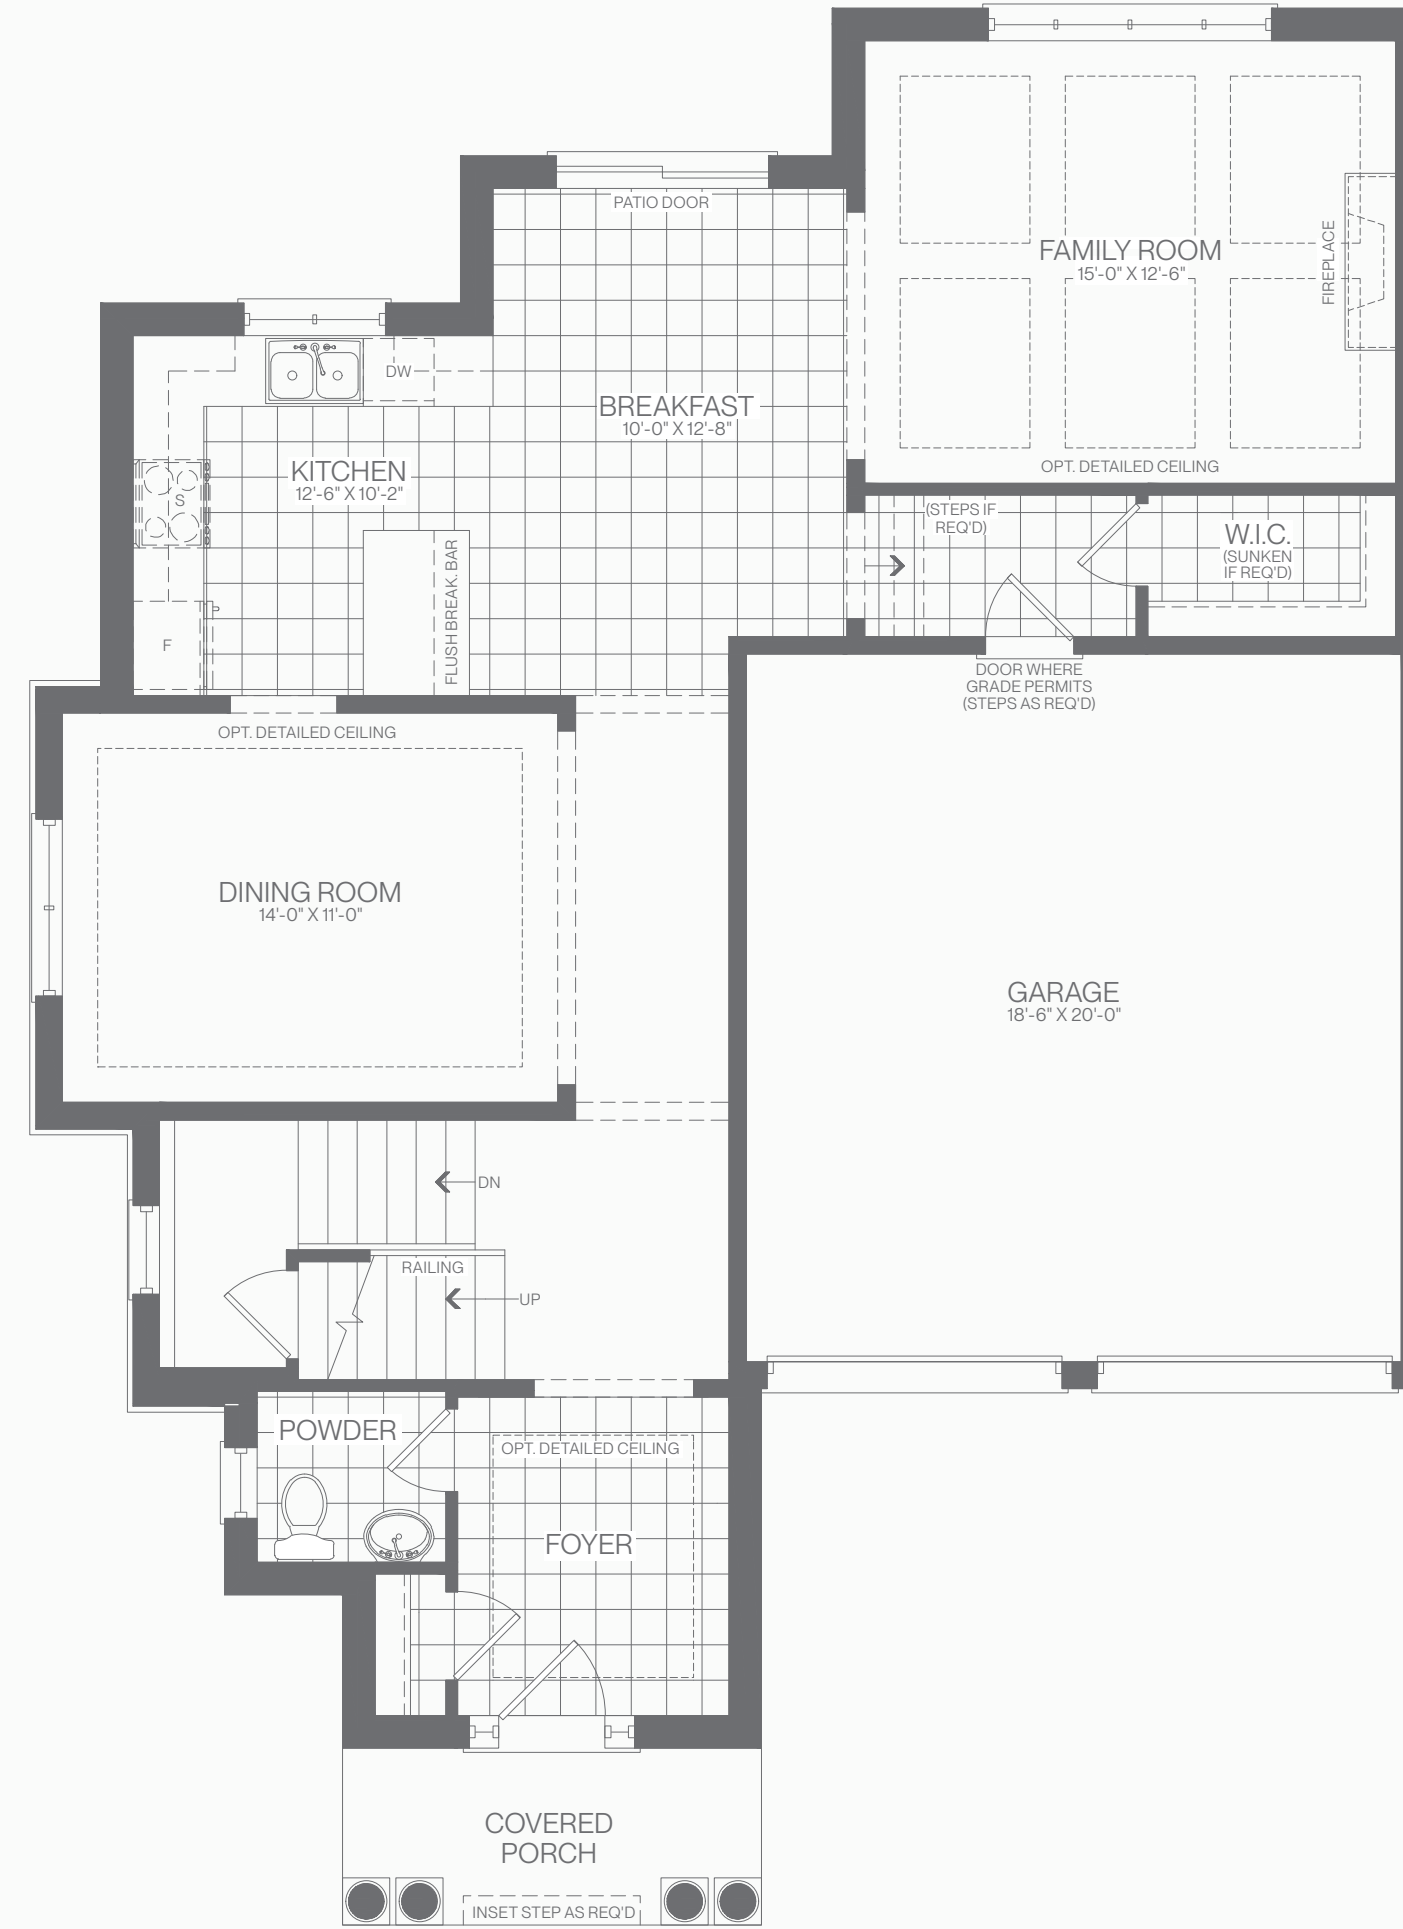 PATIO DOOR
FAMILY ROOM
15'-0" X 12'-6"
FIREPLACE
OPT. DETAILED CEILING
DW
BREAKFAST
10'-0" X 12'-8"
KITCHEN
12'-6" X 10'-2"
S
F
FLUSH BREAK. BAR
(STEPS IF
REQ'D)
W.I.C.
(SUNKEN
IF REQ'D)
DOOR WHERE
GRADE PERMITS
(STEPS AS REQ'D)
OPT. DETAILED CEILING
DINING ROOM
14'-0" X 11'-0"
GARAGE
18'-6" X 20'-0"
DN
RAILING
UP
POWDER
OPT. DETAILED CEILING
FOYER
COVERED
PORCH
INSET STEP AS REQ'D